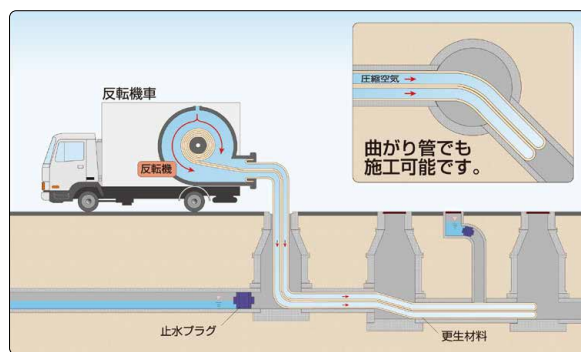 反転機車
反転機
圧縮空気
曲がり管でも
施工可能です。
止水プラグ
更生材料